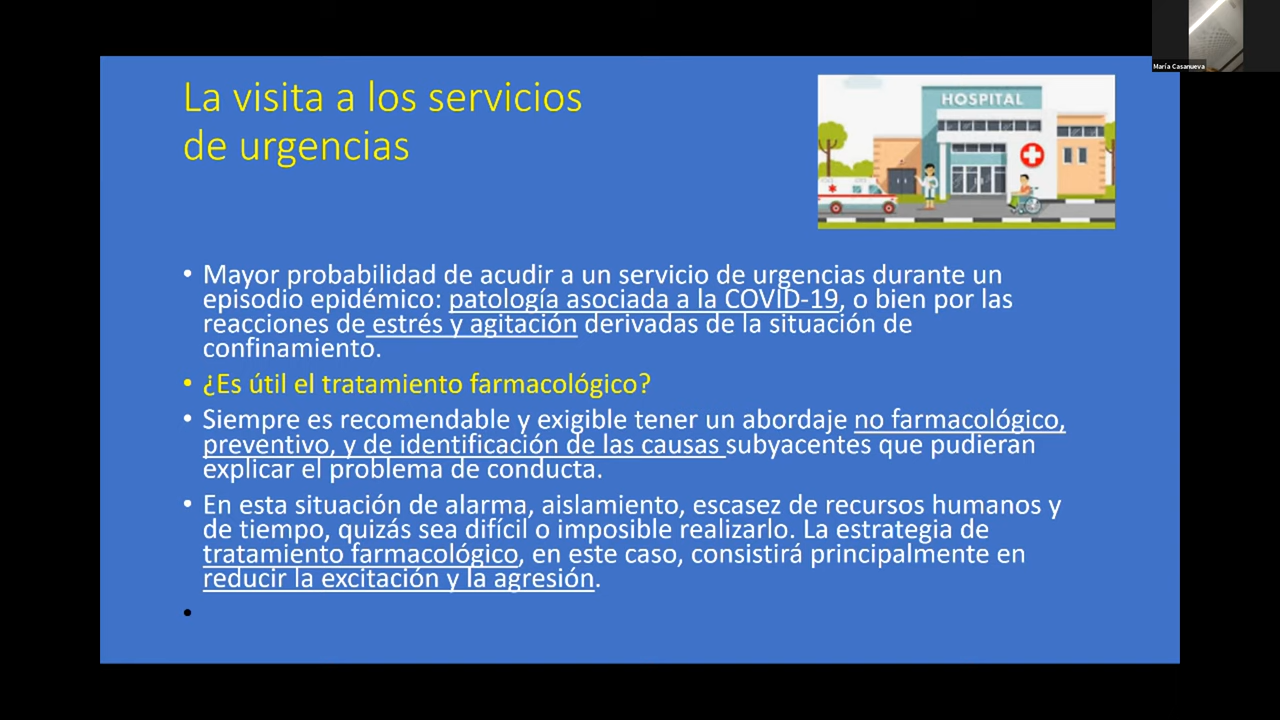 María Casanueva
La visita a los servicios
de urgencias
HOSPITAL
• Mayor probabilidad de acudir a un servicio de urgencias durante un
episodio epidémico: patología asociada a la COVID-19, o bien por las
reacciones de estrés y agitación derivadas de la situación de
confinamiento.
• ¿Es útil el tratamiento farmacológico?
• Siempre es recomendable y exigible tener un abordaje no farmacológico,
preventivo, y de identificación de las causas subyacentes que pudieran
explicar el problema de conducta.
• En esta situación de alarma, aislamiento, escasez de recursos humanos y
de tiempo, quizás sea difícil o imposible realizarlo. La estrategia de
tratamiento farmacológico, en este caso, consistirá principalmente en
reducir la excitación y la agresión.
•